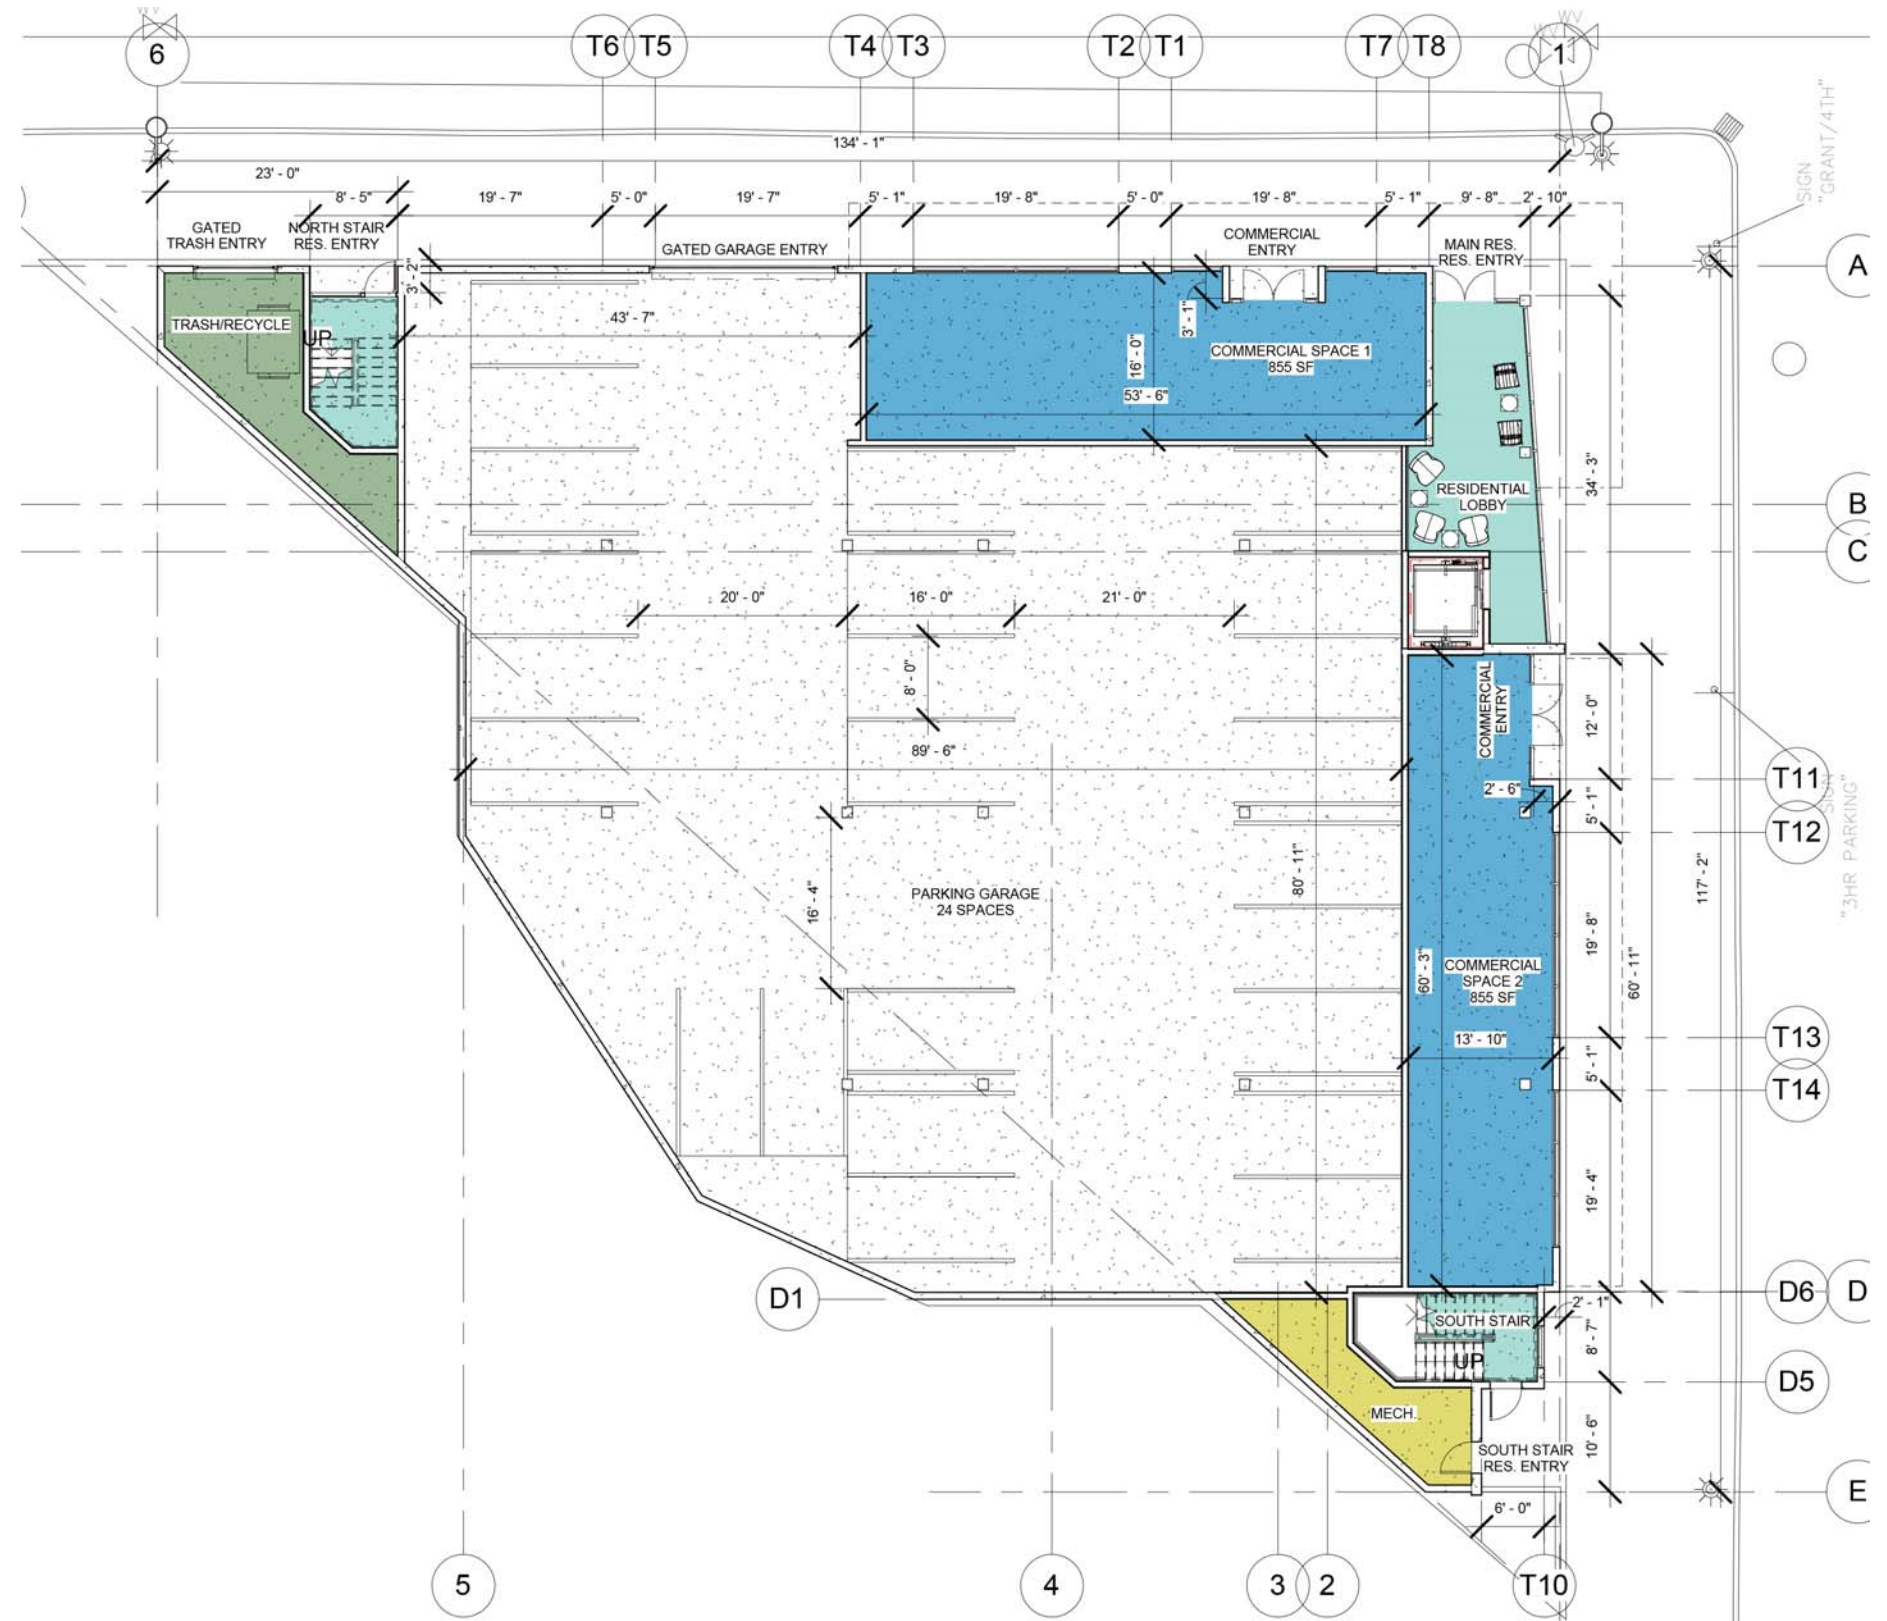 WV
WV
WV
6
T6
T5
T4
T3
T2
T1
T7
T8
1
134' - 1"
SIGN
"GRANT/4TH"
23' - 0"
8' - 5"
19' - 7"
5' - 0"
19' - 7"
5' - 1"
19' - 8"
5' - 0"
19' - 8"
5' - 1"
9' - 8"
2' - 10"
GATED
TRASH ENTRY
NORTH STAIR
RES. ENTRY
GATED GARAGE ENTRY
COMMERCIAL
ENTRY
MAIN RES.
RES. ENTRY
A
3' - 2"
TRASH/RECYCLE
UP
43' - 7"
3' - 1"
16' - 0"
COMMERCIAL SPACE 1
855 SF
53' - 6"
34' - 3"
RESIDENTIAL
LOBBY
B
C
20' - 0"
16' - 0"
21' - 0"
8' - 0"
89' - 6"
COMMERCIAL
ENTRY
12' - 0"
T11
2' - 6"
5' - 1"
SIGN
"3HR PARKING"
T12
16' - 4"
PARKING GARAGE
24 SPACES
80' - 11"
117' - 2"
19' - 8"
60' - 3"
COMMERCIAL
SPACE 2
855 SF
60' - 11"
13' - 10"
T13
5' - 1"
T14
19' - 4"
D1
D6
D
2' - 1"
SOUTH STAIR
8' - 7"
UP
D5
MECH.
10' - 6"
SOUTH STAIR
RES. ENTRY
E
6' - 0"
5
4
3
2
T10